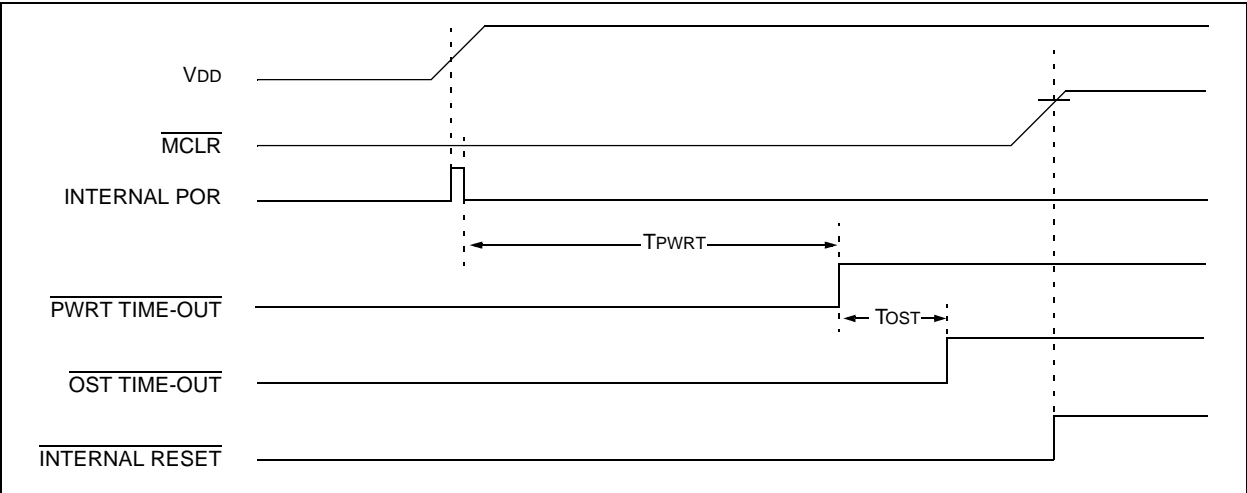 VDD
MCLR
INTERNAL POR
TPWRT
PWRT TIME-OUT
TOST
OST TIME-OUT
INTERNAL RESET